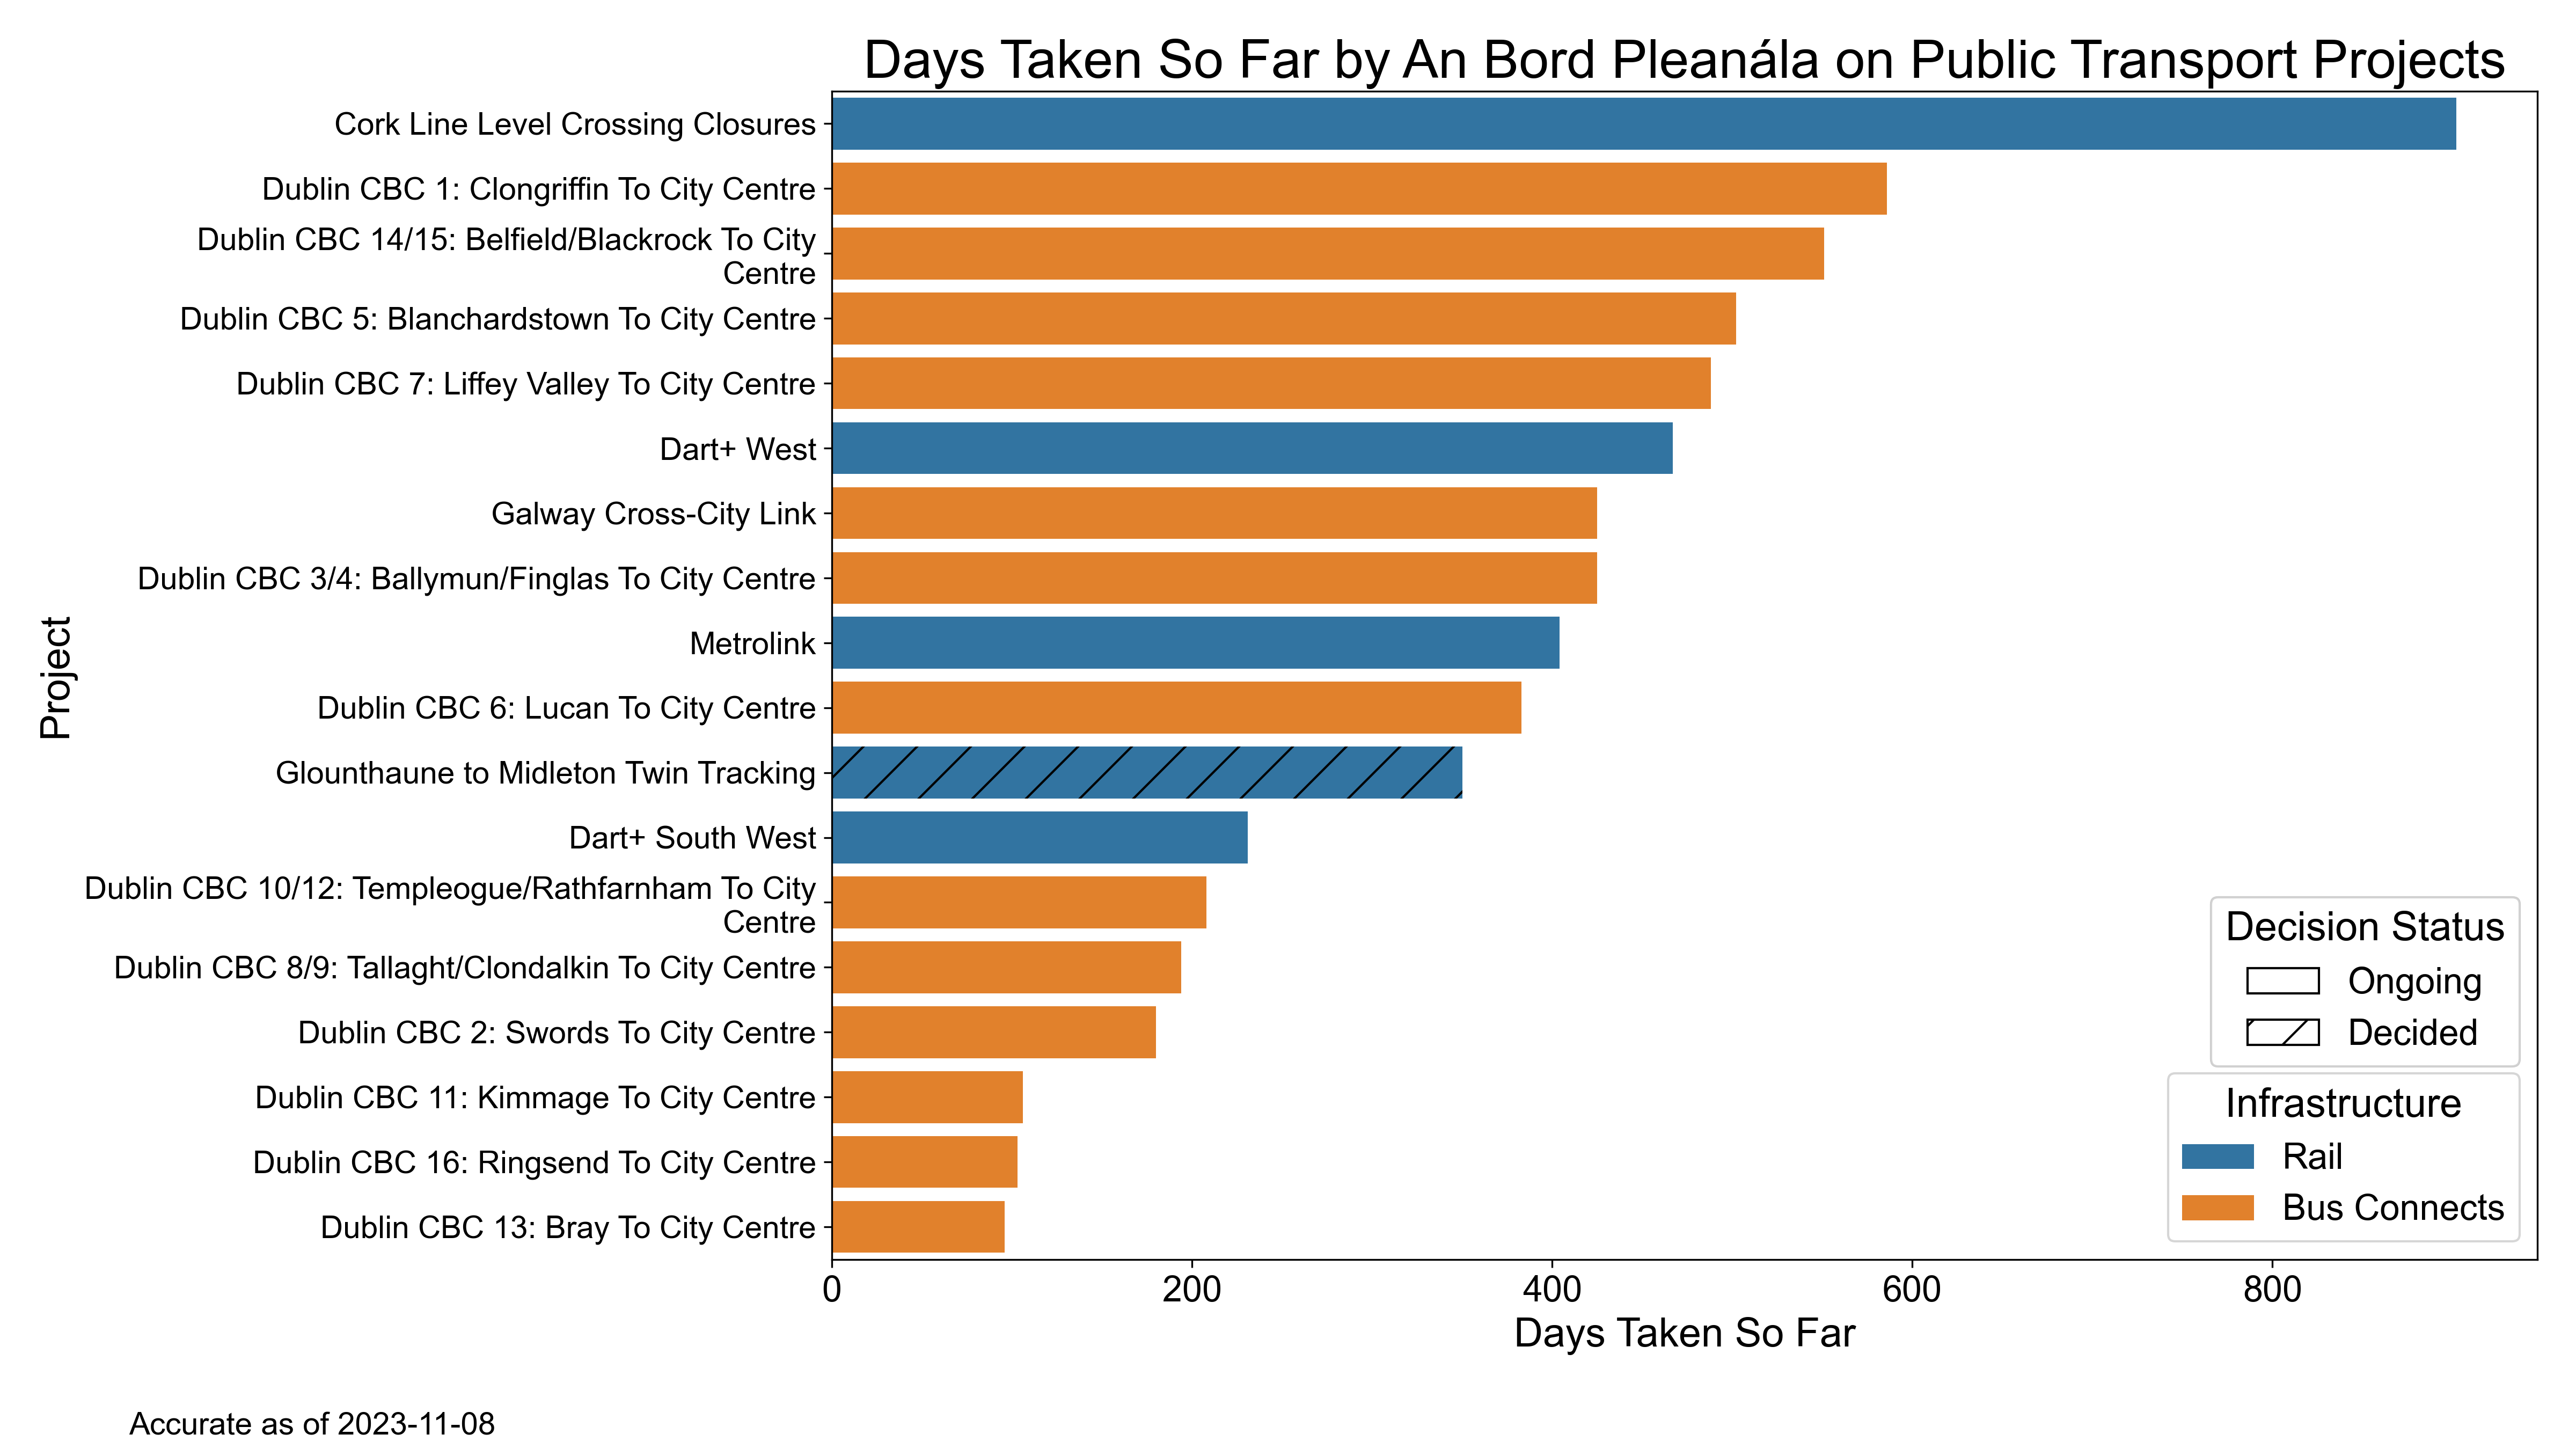 Days Taken So Far by An Bord Pleanála on Public Transport Projects
Project
Cork Line Level Crossing Closures
Dublin CBC 1: Clongriffin To City Centre
Dublin CBC 14/15: Belfield/Blackrock To City
Centre
Dublin CBC 5: Blanchardstown To City Centre
Dublin CBC 7: Liffey Valley To City Centre
Dart+ West
Galway Cross-City Link
Dublin CBC 3/4: Ballymun/Finglas To City Centre
Metrolink
Dublin CBC 6: Lucan To City Centre
Glounthaune to Midleton Twin Tracking
Dart+ South West
Dublin CBC 10/12: Templeogue/Rathfarnham To City
Centre
Dublin CBC 8/9: Tallaght/Clondalkin To City Centre
Dublin CBC 2: Swords To City Centre
Dublin CBC 11: Kimmage To City Centre
Dublin CBC 16: Ringsend To City Centre
Dublin CBC 13: Bray To City Centre
Decision Status
Ongoing
Decided
Infrastructure
Rail
Bus Connects
0 200 400 600 800
Days Taken So Far
Accurate as of 2023-11-08